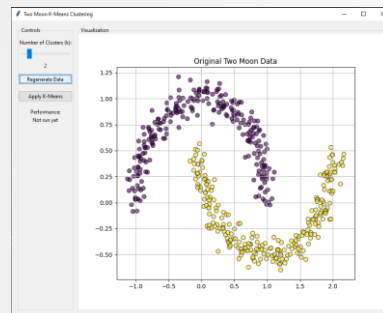 Two Moon K-Means Clustering
Controls
Number of Clusters (k):
2
Regenerate Data
Apply K-Means
Performance:
Not run yet
Visualization
Original Two Moon Data
1.25
1.00
0.75
0.50
0.25
0.00
−0.25
−0.50
−1.0 −0.5 0.0 0.5 1.0 1.5 2.0